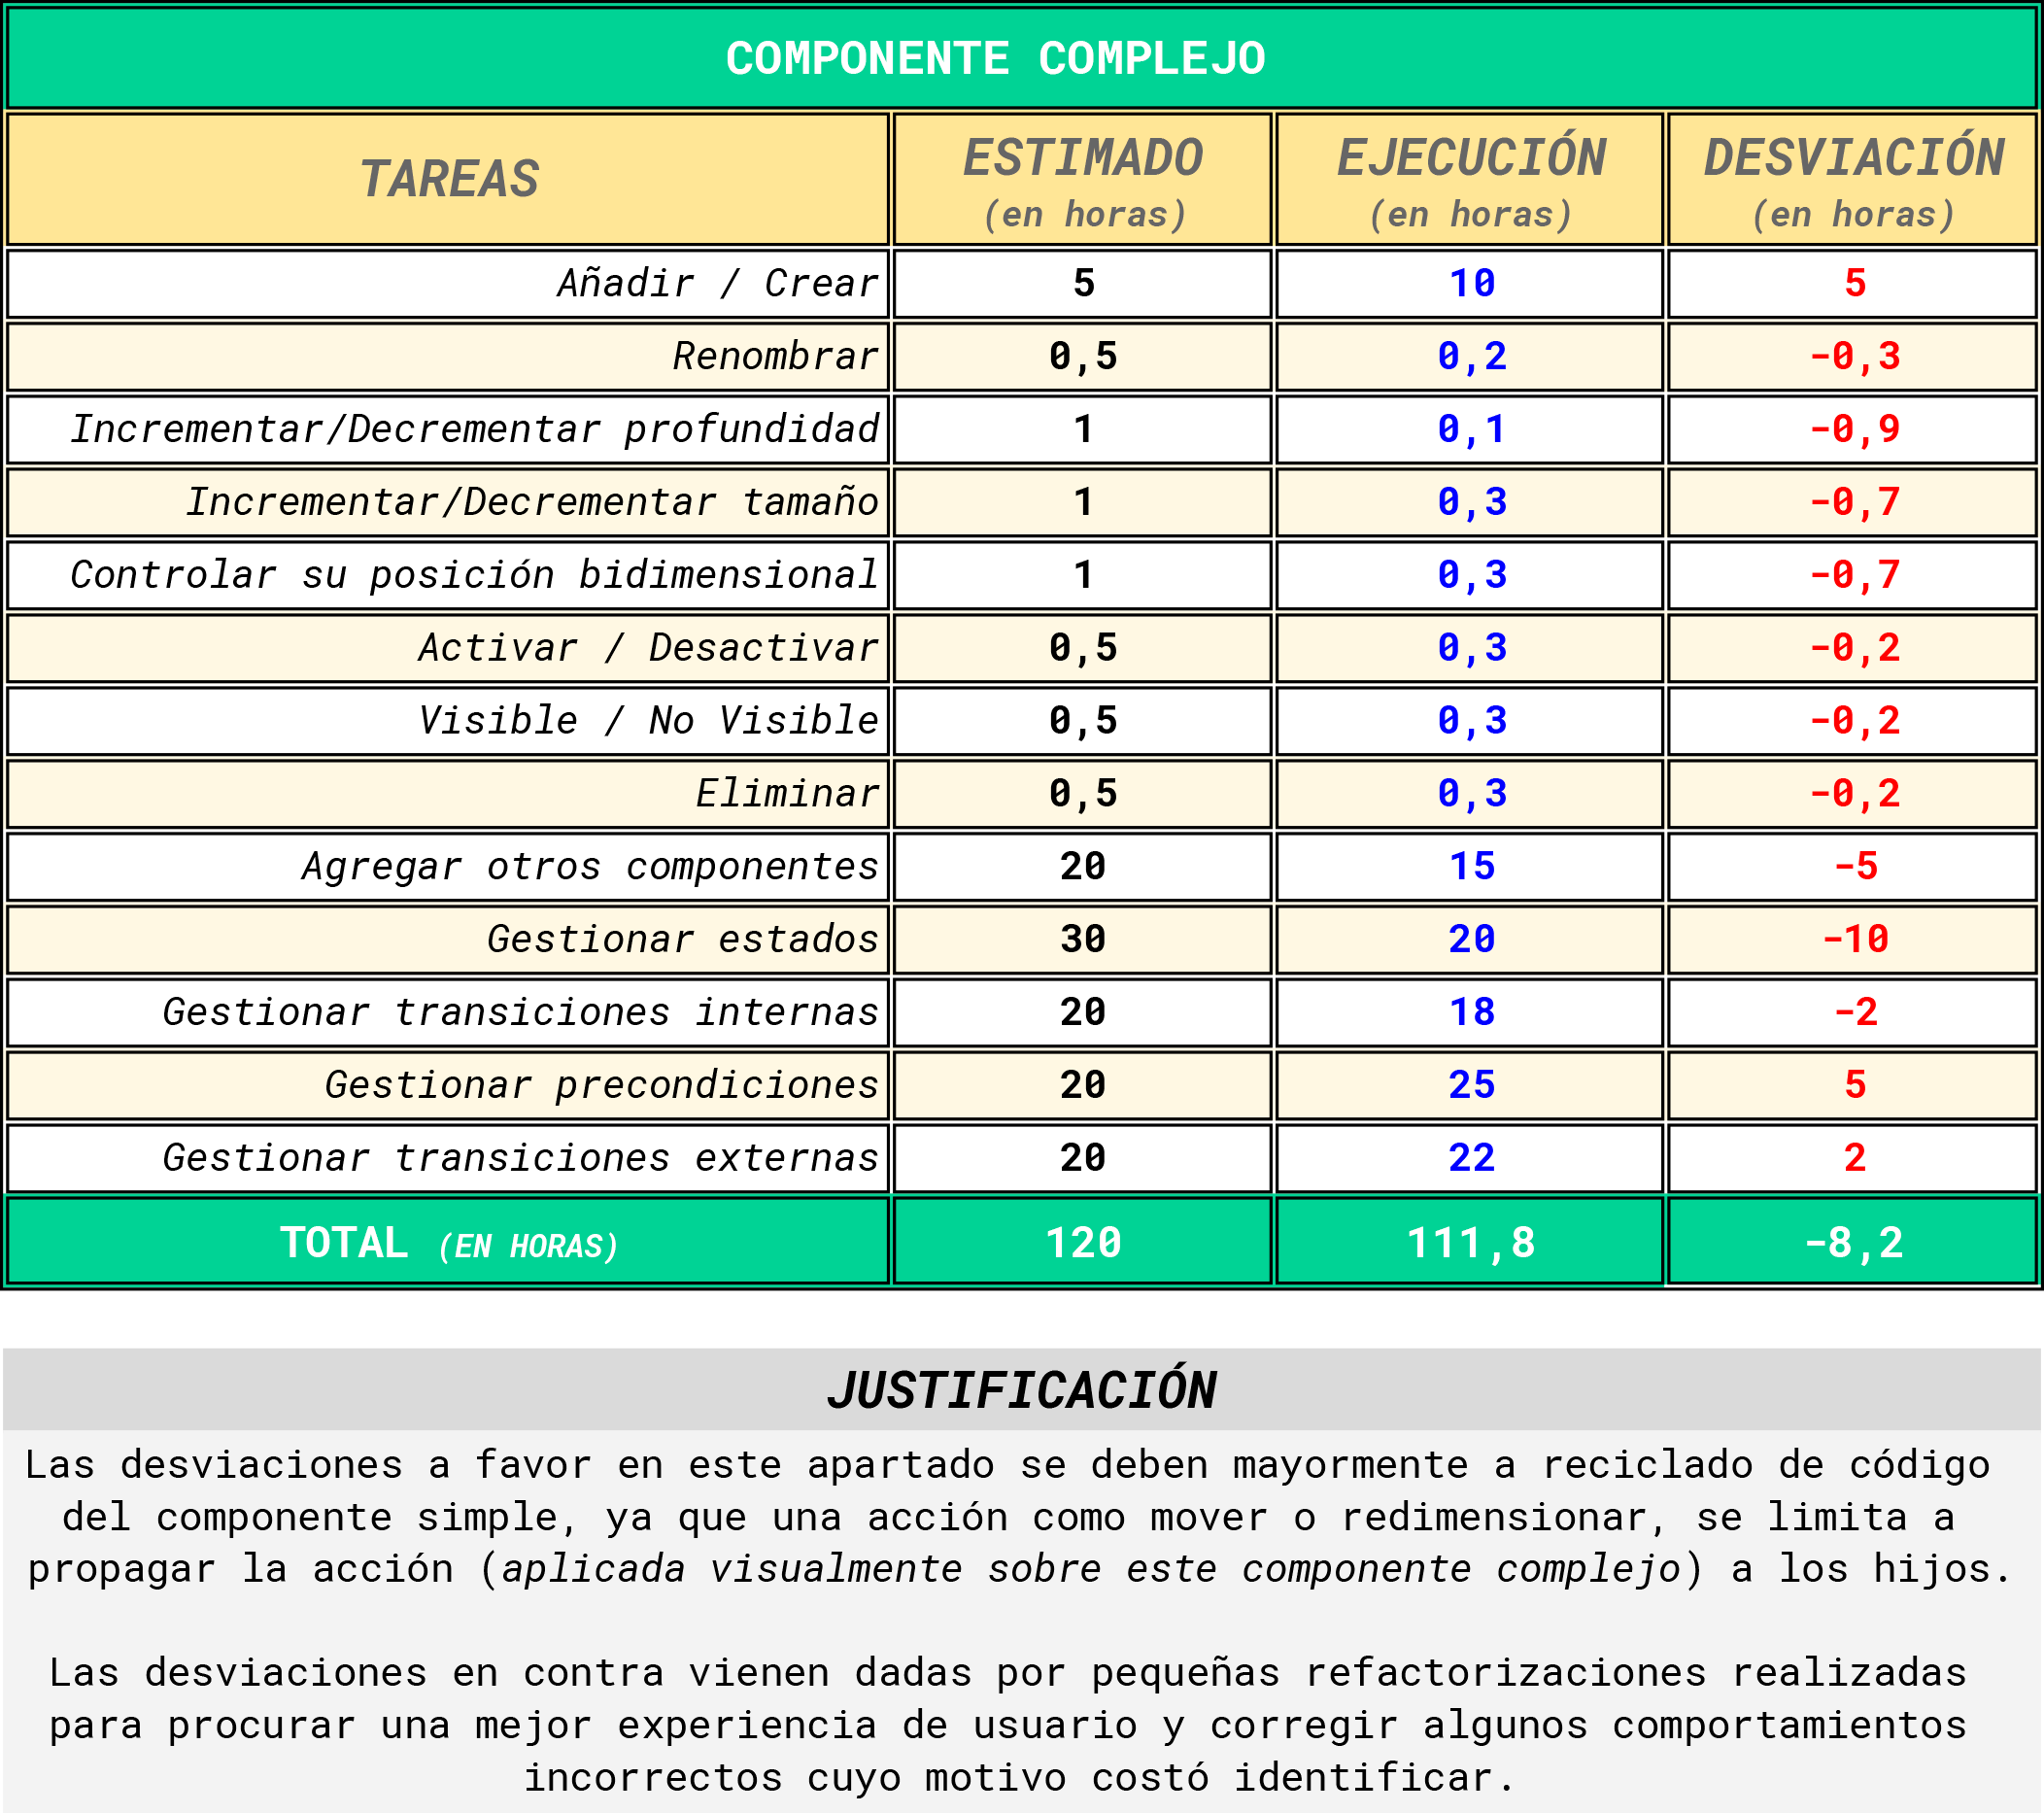 COMPONENTE COMPLEJO
TAREAS ESTIMADO (en horas) EJECUCIÓN (en horas) DESVIACIÓN (en horas)
Añadir / Crear 5 10 5
Renombrar 0,5 0,2 -0,3
Incrementar/Decrementar profundidad 1 0,1 -0,9
Incrementar/Decrementar tamaño 1 0,3 -0,7
Controlar su posición bidimensional 1 0,3 -0,7
Activar / Desactivar 0,5 0,3 -0,2
Visible / No Visible 0,5 0,3 -0,2
Eliminar 0,5 0,3 -0,2
Agregar otros componentes 20 15 -5
Gestionar estados 30 20 -10
Gestionar transiciones internas 20 18 -2
Gestionar precondiciones 20 25 5
Gestionar transiciones externas 20 22 2
TOTAL (EN HORAS) 120 111,8 -8,2
JUSTIFICACIÓN
Las desviaciones a favor en este apartado se deben mayormente a reciclado de código
del componente simple, ya que una acción como mover o redimensionar, se limita a
propagar la acción (aplicada visualmente sobre este componente complejo) a los hijos.
Las desviaciones en contra vienen dadas por pequeñas refactorizaciones realizadas
para procurar una mejor experiencia de usuario y corregir algunos comportamientos
incorrectos cuyo motivo costó identificar.